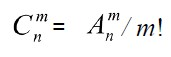 $C_n^m = A_n^m / m!$